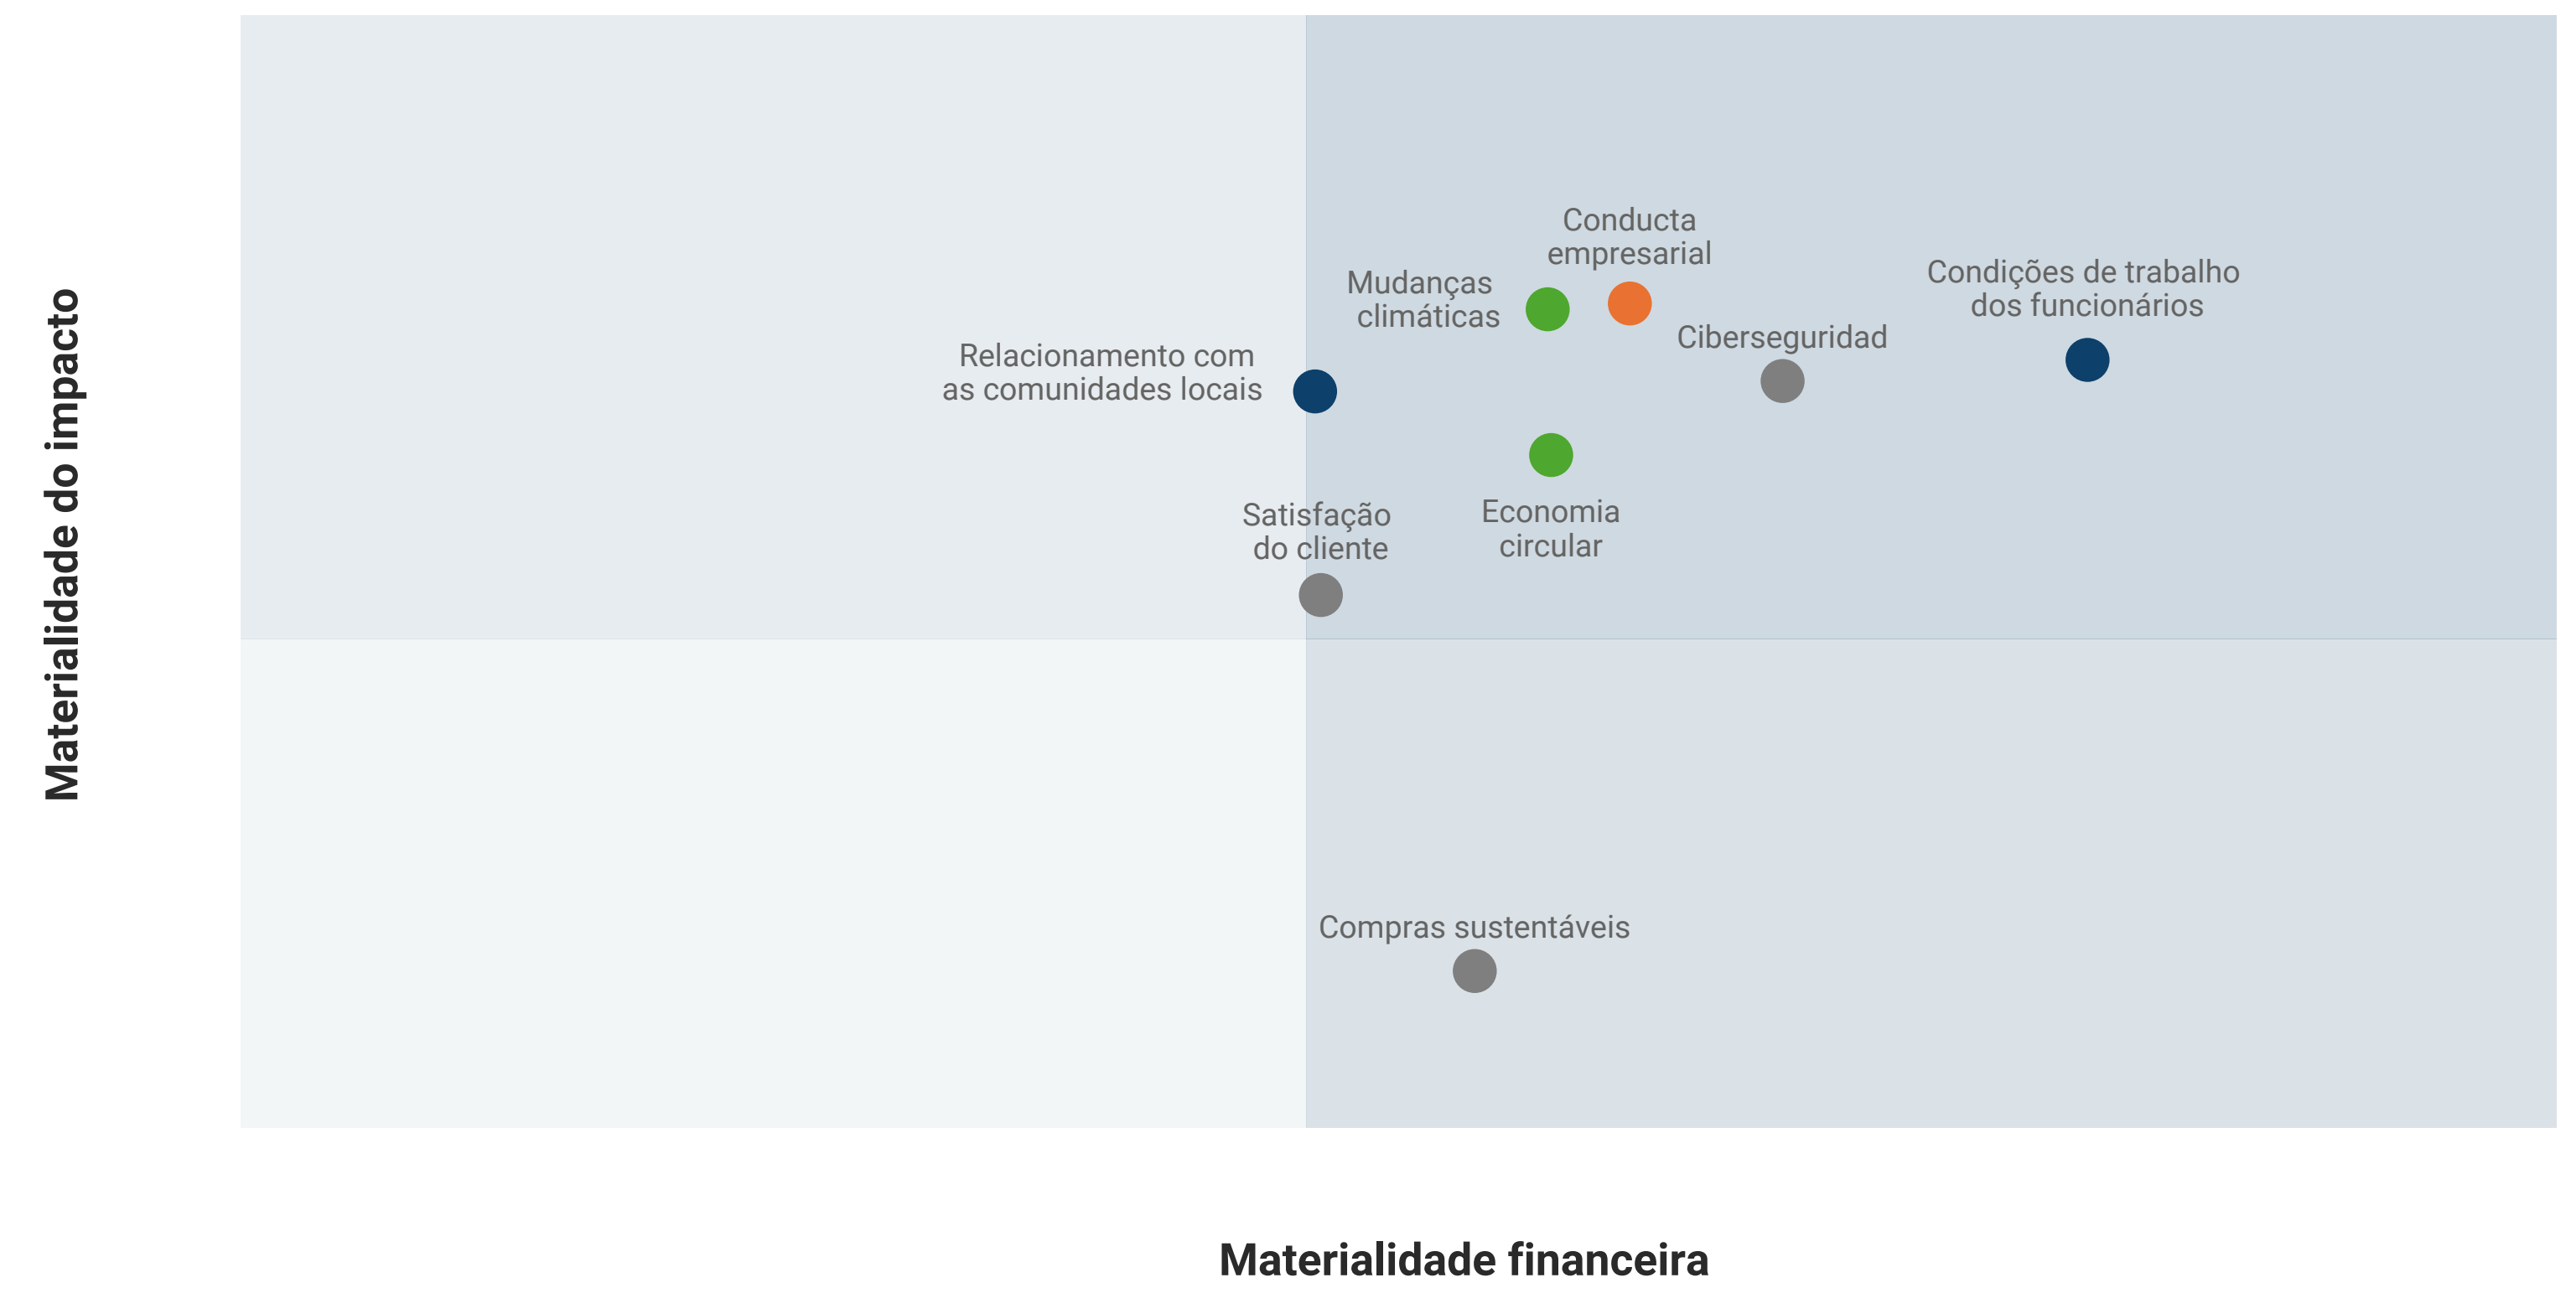 Materialidade do impacto
Conducta
empresarial
Mudanças
climáticas
Condições de trabalho
dos funcionários
Ciberseguridad
Relacionamento com
as comunidades locais
Satisfação
do cliente
Economia
circular
Compras sustentáveis
Materialidade financeira